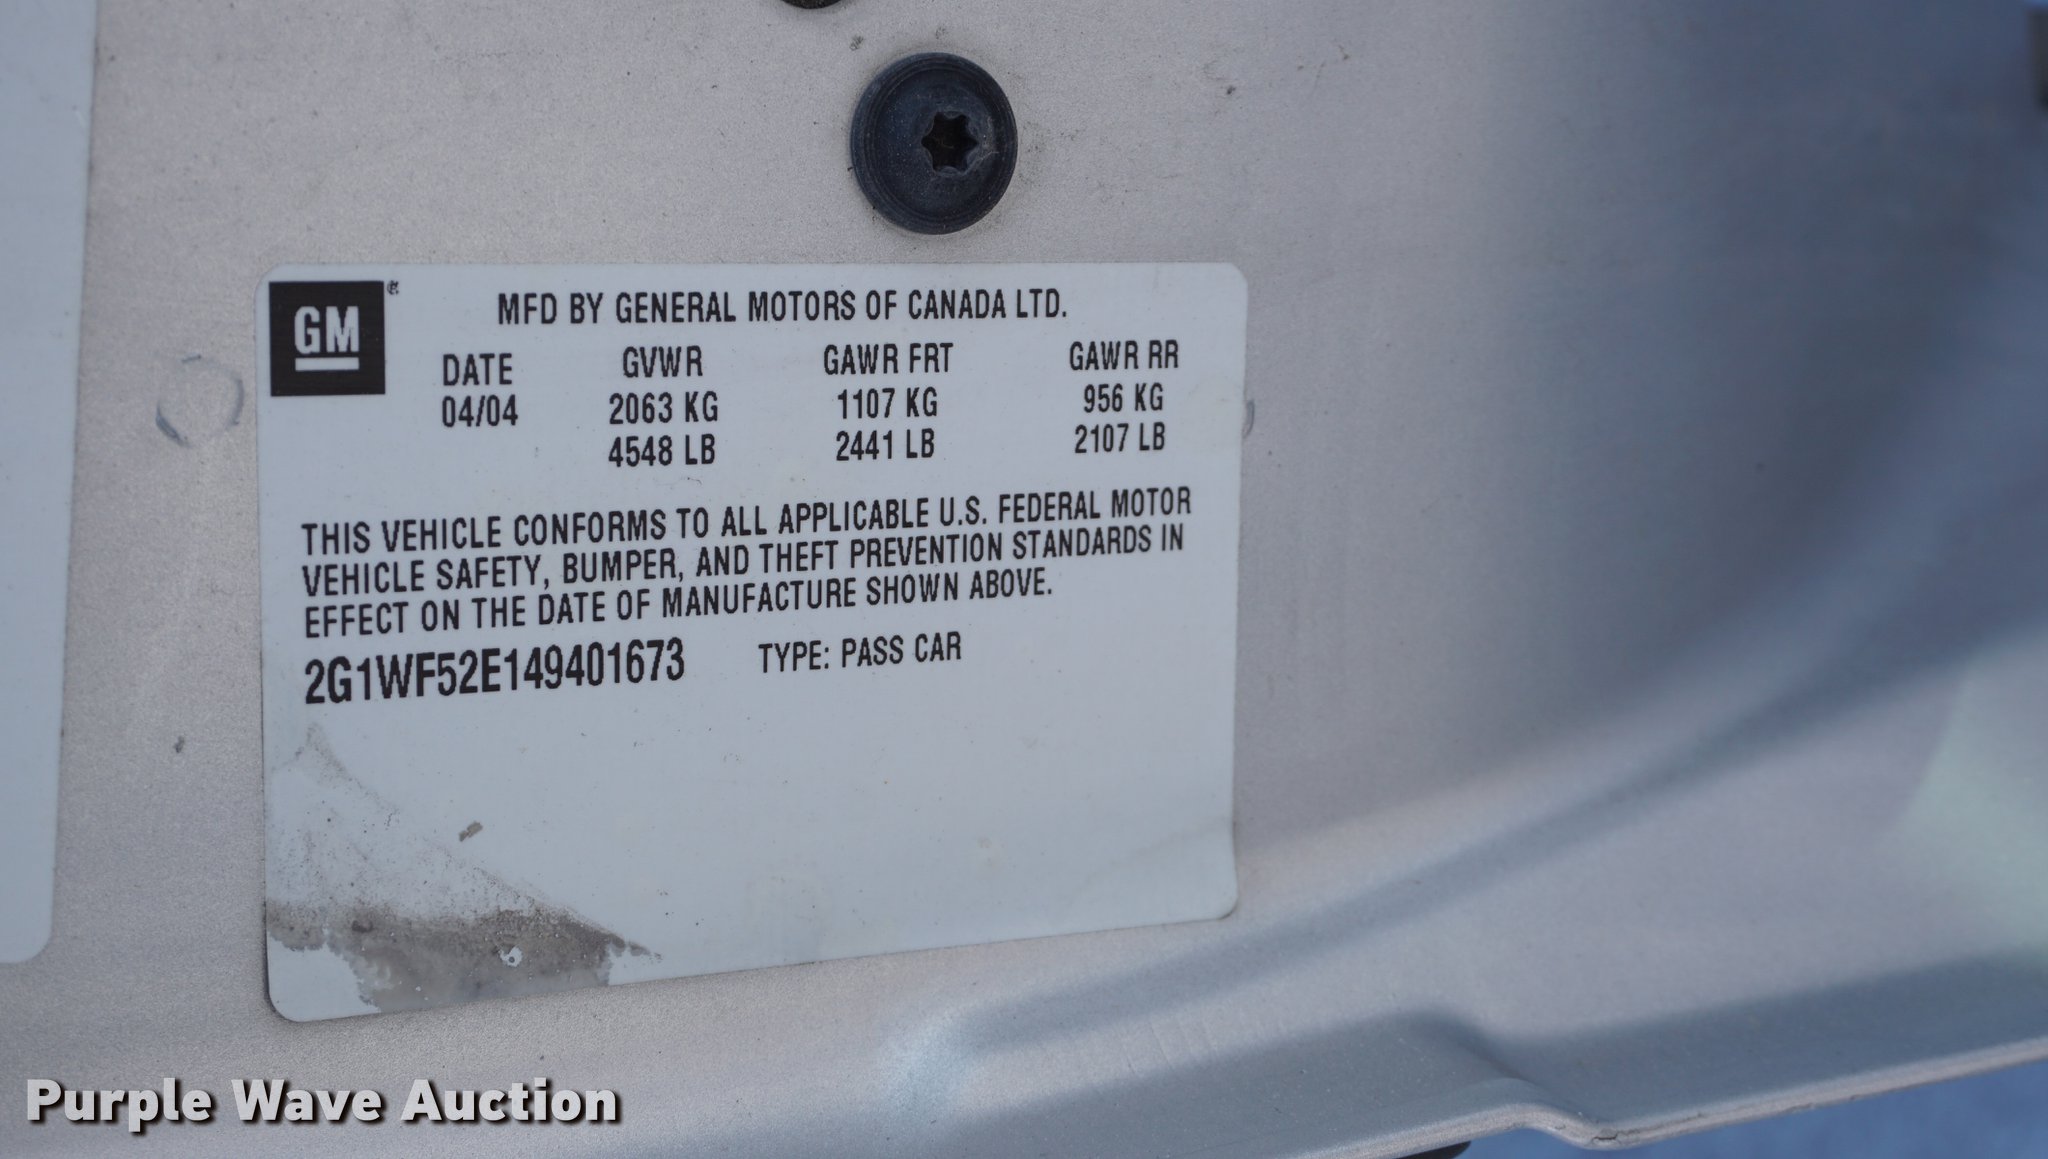 GM
MFD BY GENERAL MOTORS OF CANADA LTD.
DATE GVWR GAWR FRT GAWR RR
04/04 2063 KG 1107 KG 956 KG
4548 LB 2441 LB 2107 LB
THIS VEHICLE CONFORMS TO ALL APPLICABLE U.S. FEDERAL MOTOR
VEHICLE SAFETY, BUMPER, AND THEFT PREVENTION STANDARDS IN
EFFECT ON THE DATE OF MANUFACTURE SHOWN ABOVE.
2G1WF52E149401673 TYPE: PASS CAR
Purple Wave Auction